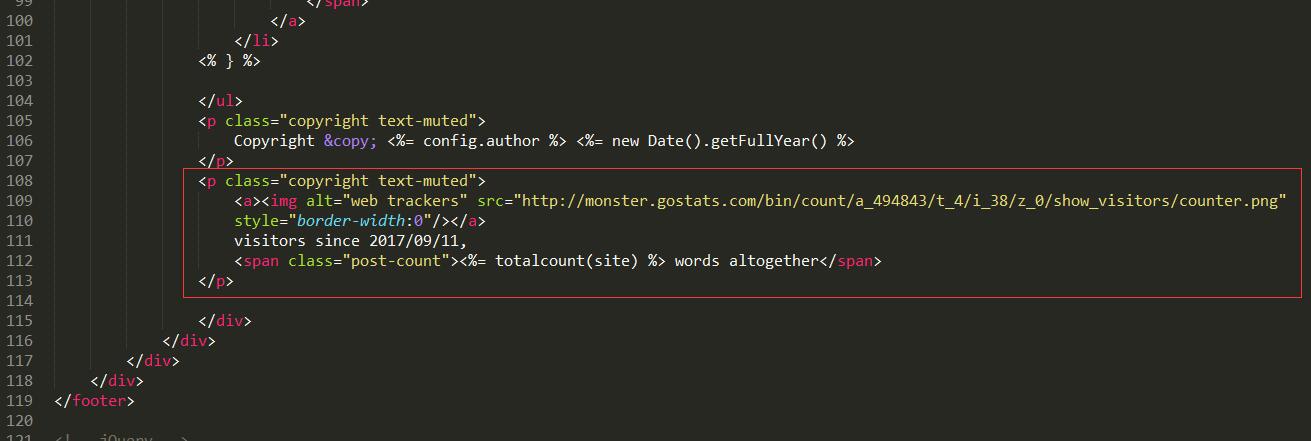 99 </span>
100 </a>
101 </li>
102 <% } %>
103
104 </ul>
105 <p class="copyright text-muted">
106 Copyright &copy; <%= config.author %> <%= new Date().getFullYear() %>
107 </p>
108 <p class="copyright text-muted">
109 <a><img alt="web trackers" src="http://monster.gostats.com/bin/count/a_494843/t_4/i_38/z_0/show_visitors/counter.png"
110 style="border-width:0"/></a>
111 visitors since 2017/09/11,
112 <span class="post-count"><%= totalcount(site) %> words altogether</span>
113 </p>
114
115 </div>
116 </div>
117 </div>
118 </div>
119 </footer>
120
121 <!-- jQuery -->